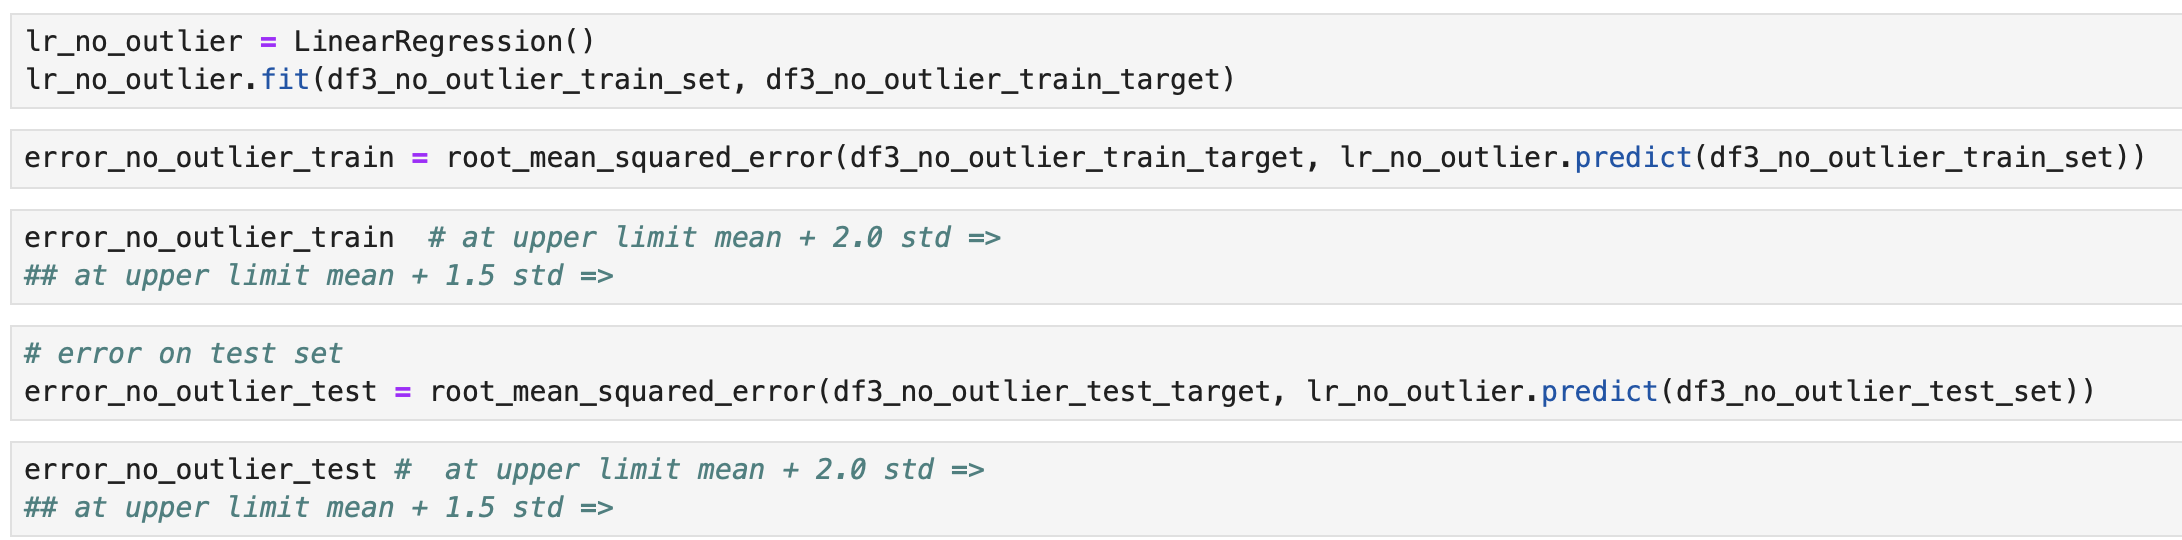 lr_no_outlier = LinearRegression()
lr_no_outlier.fit(df3_no_outlier_train_set, df3_no_outlier_train_target)
error_no_outlier_train = root_mean_squared_error(df3_no_outlier_train_target, lr_no_outlier.predict(df3_no_outlier_train_set))
error_no_outlier_train  # at upper limit mean + 2.0 std =>
## at upper limit mean + 1.5 std =>
# error on test set
error_no_outlier_test = root_mean_squared_error(df3_no_outlier_test_target, lr_no_outlier.predict(df3_no_outlier_test_set))
error_no_outlier_test #  at upper limit mean + 2.0 std =>
## at upper limit mean + 1.5 std =>